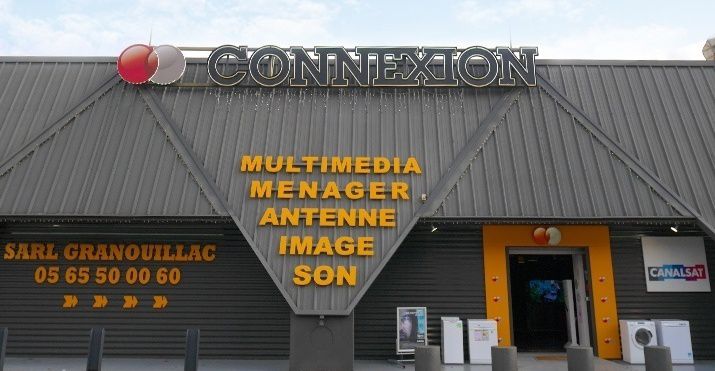 CONNEXION
MULTIMEDIA
MENAGER
ANTENNE
IMAGE
SON
SARL GRANOUILLAC
05 65 50 00 60
CANALSAT